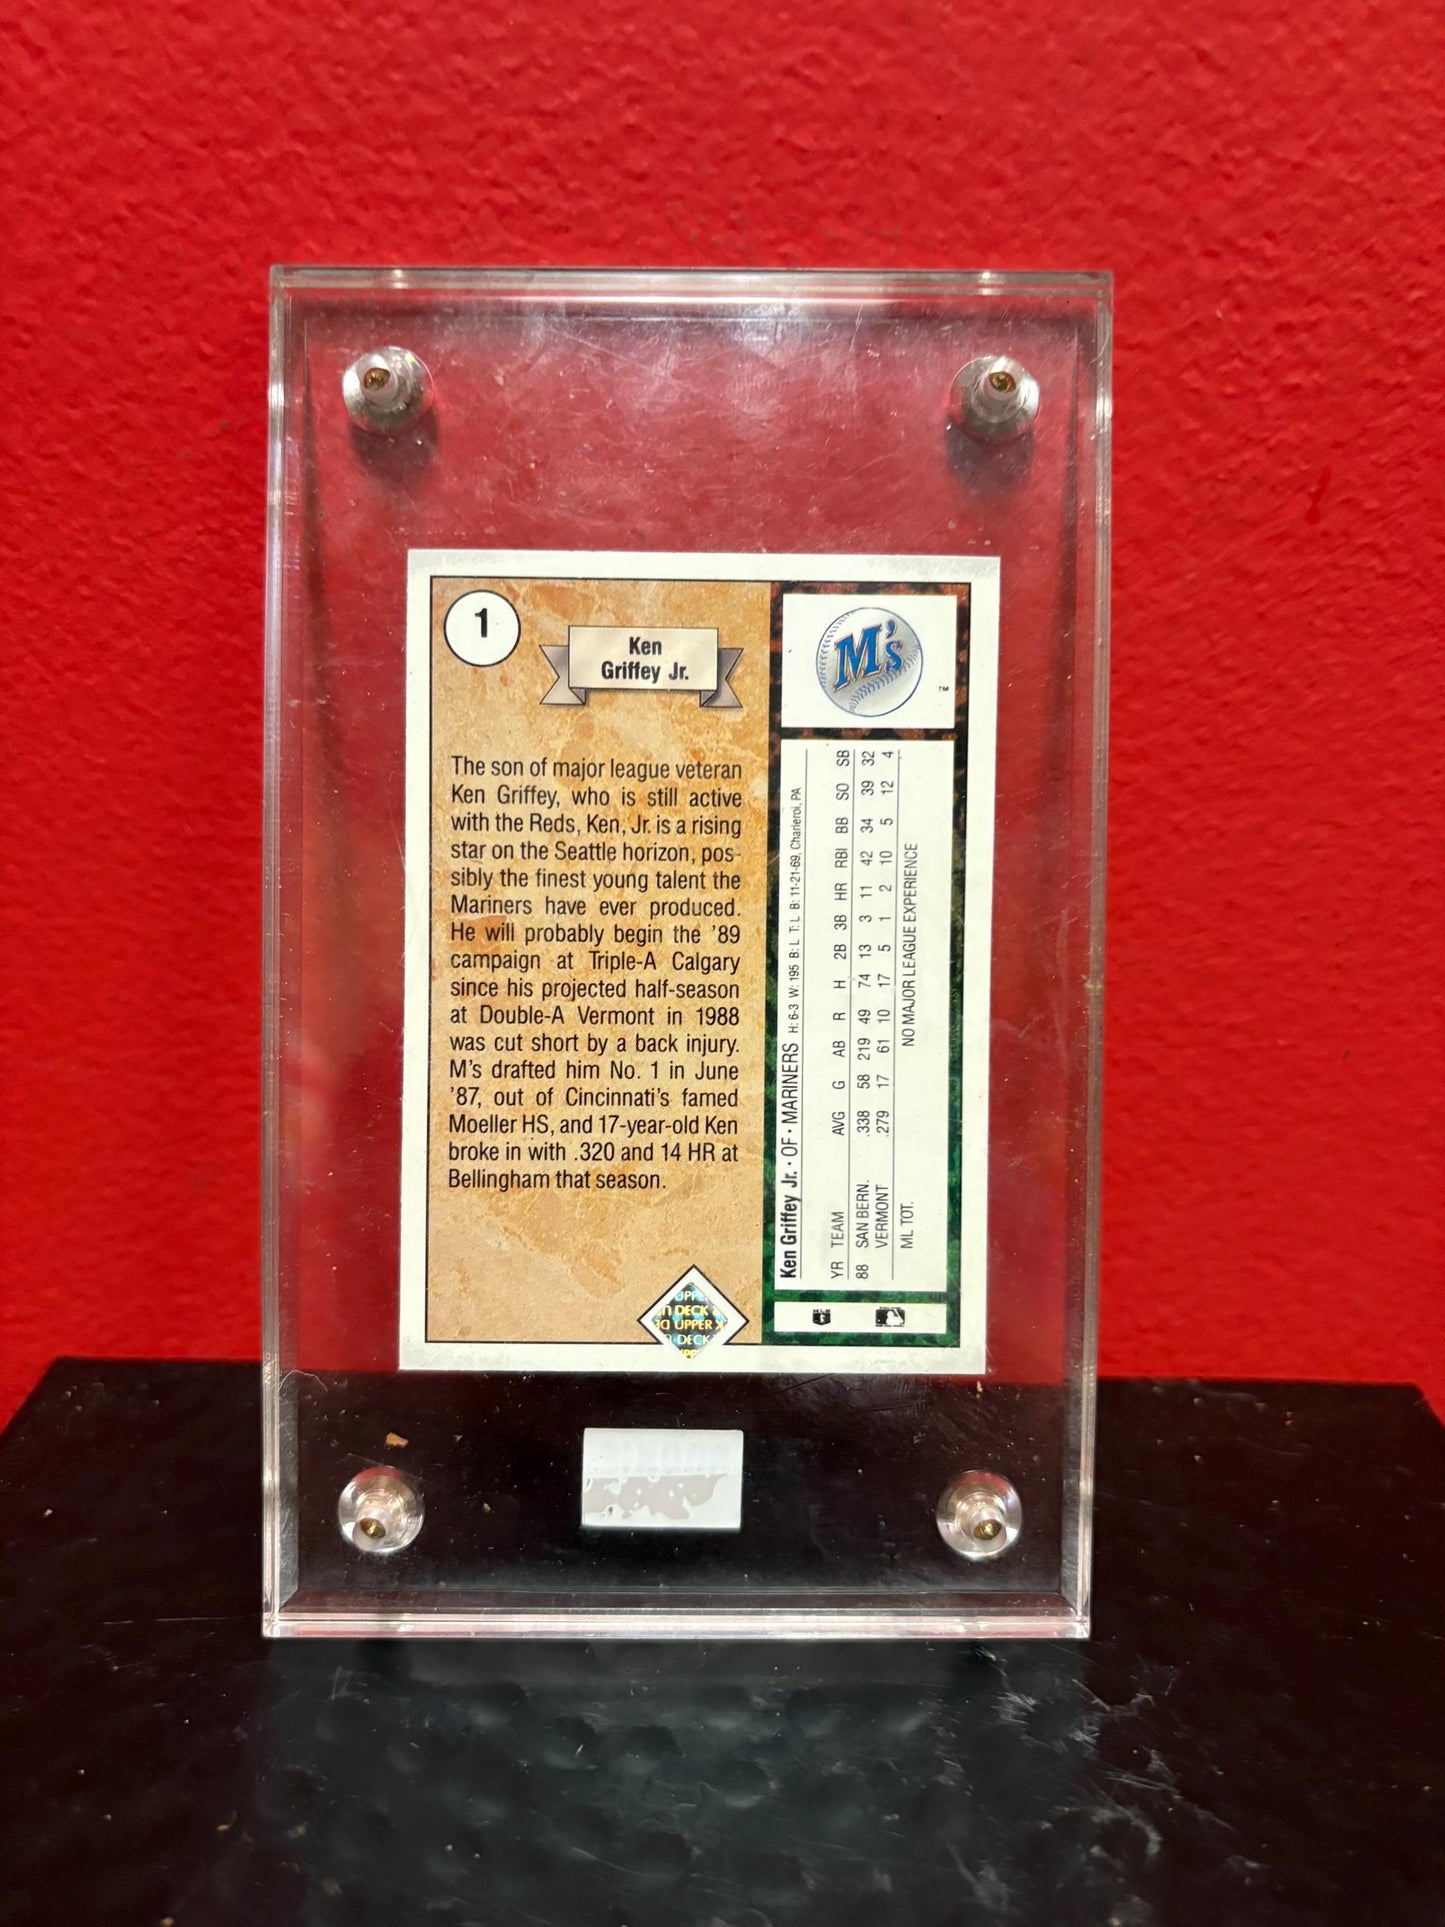 1
Ken
Griffey Jr.
The son of major league veteran
Ken Griffey, who is still active
with the Reds, Ken, Jr. is a rising
star on the Seattle horizon, pos-
sibly the finest young talent the
Mariners have ever produced.
He will probably begin the '89
campaign at Triple-A Calgary
since his projected half-season
at Double-A Vermont in 1988
was cut short by a back injury.
M's drafted him No. 1 in June
'87, out of Cincinnati's famed
Moeller HS, and 17-year-old Ken
broke in with .320 and 14 HR at
Bellingham that season.
UPPER
DECK
UPPER
DECK
M's
TM
Ken Griffey Jr. • OF • MARINERS H: 6-3 W: 195 B: L T: L B: 11-21-69, Charleroi, PA
YR TEAM AVG G AB R H 2B 3B HR RBI BB SO SB
88 SAN BERN. .338 58 219 49 74 13 3 11 42 34 39 32
VERMONT .279 17 61 10 17 5 1 2 10 5 12 4
ML TOT. NO MAJOR LEAGUE EXPERIENCE